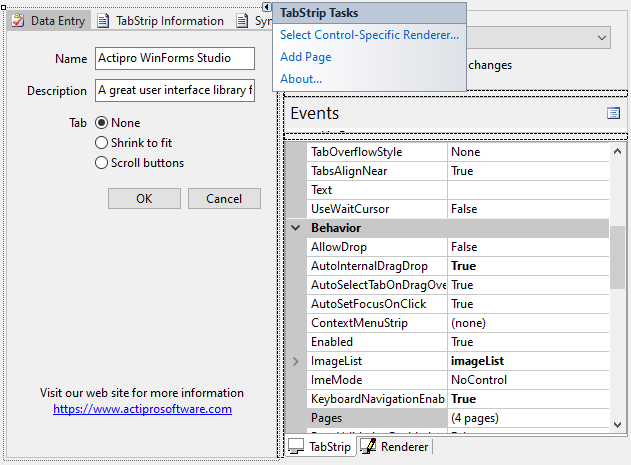 Data Entry
TabStrip Information
Syn
Name
Actipro WinForms Studio
Description
A great user interface library f
Tab
None
Shrink to fit
Scroll buttons
OK
Cancel
Visit our web site for more information
https://www.actiprosoftware.com
TabStrip Tasks
Select Control-Specific Renderer...
Add Page
About...
changes
Events
TabOverflowStyle None
TabsAlignNear True
Text
UseWaitCursor False
Behavior
AllowDrop False
AutoInternalDragDrop True
AutoSelectTabOnDragOve True
AutoSetFocusOnClick True
ContextMenuStrip (none)
Enabled True
ImageList imageList
ImeMode NoControl
KeyboardNavigationEnab True
Pages (4 pages)
TabStrip
Renderer